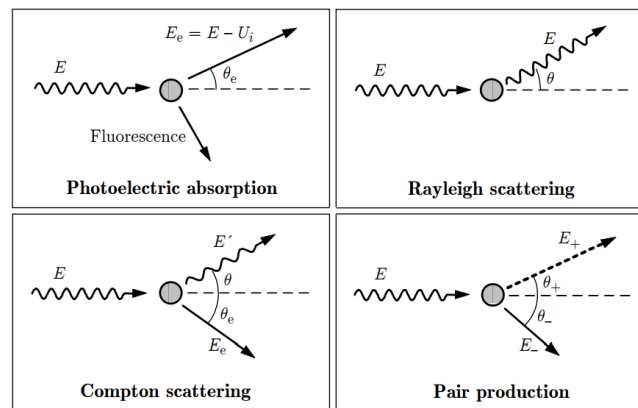 E
E_e = E − U_i
θ_e
Fluorescence
Photoelectric absorption
E
E
θ
Rayleigh scattering
E
E′
θ
θ_e
E_e
Compton scattering
E
E_+
θ_+
θ_−
E_−
Pair production